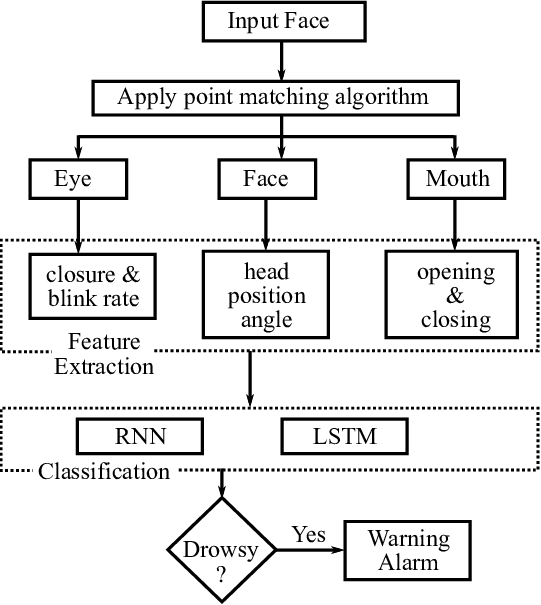 Input Face
Apply point matching algorithm
Eye
Face
Mouth
closure &
blink rate
head
position
angle
opening
&
closing
Feature
Extraction
RNN
LSTM
Classification
Drowsy
?
Yes
Warning
Alarm